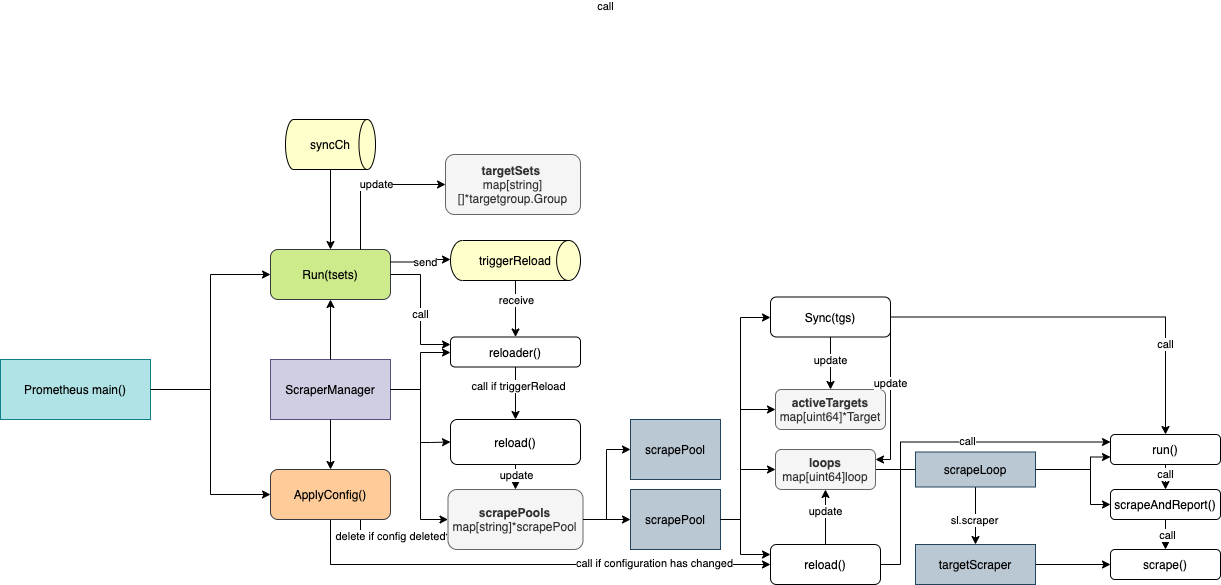 call
syncCh
update
targetSets
map[string]
[]*targetgroup.Group
Run(tsets)
send
triggerReload
receive
call
reloader()
call if triggerReload
Prometheus main()
ScraperManager
reload()
update
ApplyConfig()
scrapePools
map[string]*scrapePool
delete if config deleted
call if configuration has changed
scrapePool
scrapePool
Sync(tgs)
update
update
activeTargets
map[uint64]*Target
loops
map[uint64]loop
update
reload()
call
call
scrapeLoop
sl.scraper
targetScraper
run()
call
scrapeAndReport()
call
scrape()